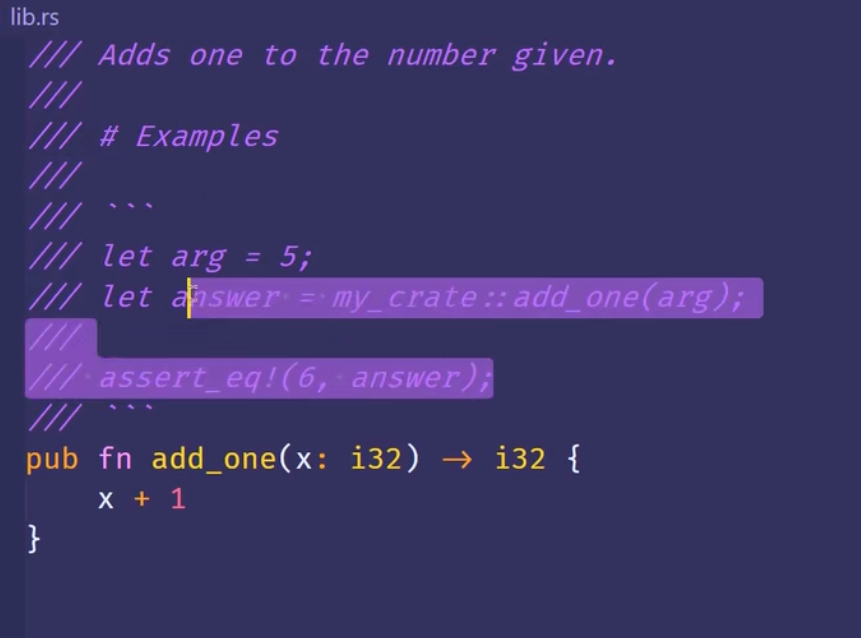 lib.rs
/// Adds one to the number given.
///
/// # Examples
///
/// ```
/// let arg = 5;
/// let answer = my_crate::add_one(arg);
///
/// assert_eq!(6, answer);
/// ```
pub fn add_one(x: i32) -> i32 {
    x + 1
}